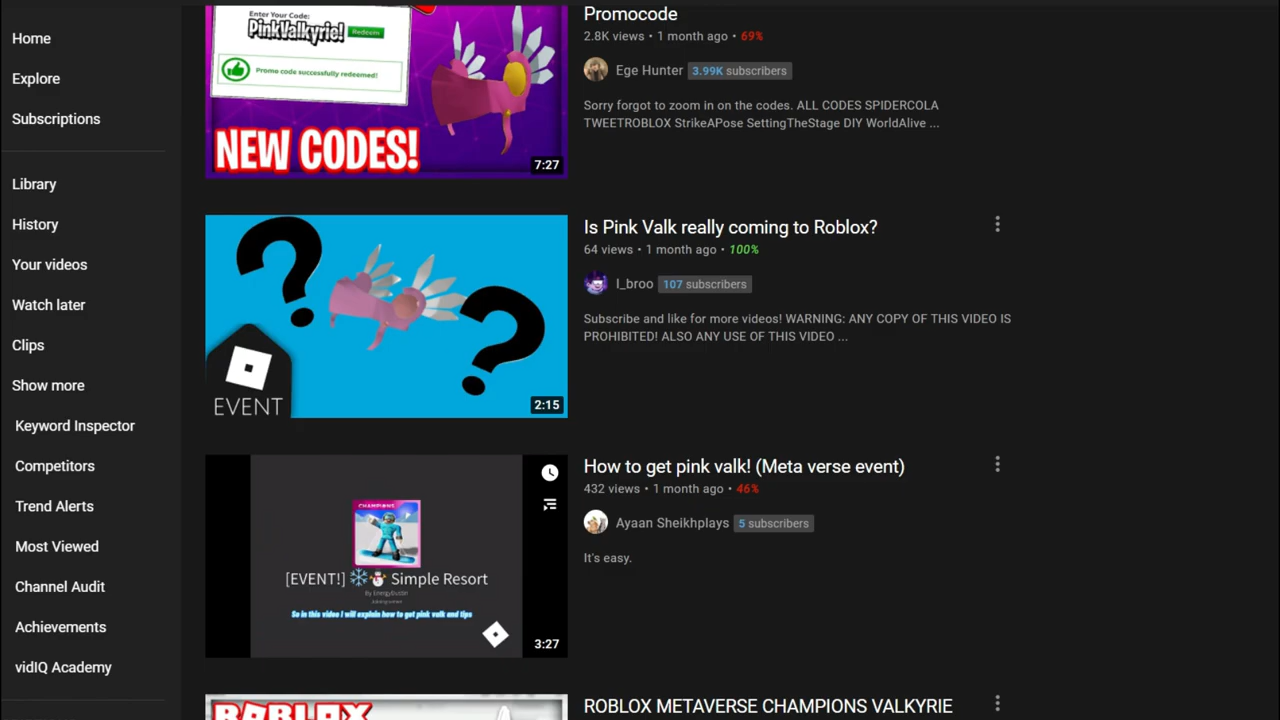 Home
Explore
Subscriptions
Library
History
Your videos
Watch later
Clips
Show more
Keyword Inspector
Competitors
Trend Alerts
Most Viewed
Channel Audit
Achievements
vidIQ Academy
Enter Your Code:
PinkValkyrie! Redeem
Promo code successfully redeemed!
NEW CODES!
7:27
Promocode
2.8K views • 1 month ago • 69%
Ege Hunter 3.99K subscribers
Sorry forgot to zoom in on the codes. ALL CODES SPIDERCOLA
TWEETROBLOX StrikeAPose SettingTheStage DIY WorldAlive ...
? ?
EVENT
2:15
Is Pink Valk really coming to Roblox?
64 views • 1 month ago • 100%
I_broo 107 subscribers
Subscribe and like for more videos! WARNING: ANY COPY OF THIS VIDEO IS
PROHIBITED! ALSO ANY USE OF THIS VIDEO ...
CHAMPIONS
[EVENT!] ❄️⛄ Simple Resort
By EnergyDustin
So in this video I will explain how to get pink valk and tips
3:27
How to get pink valk! (Meta verse event)
432 views • 1 month ago • 46%
Ayaan Sheikhplays 5 subscribers
It's easy.
ROBLOX
ROBLOX METAVERSE CHAMPIONS VALKYRIE